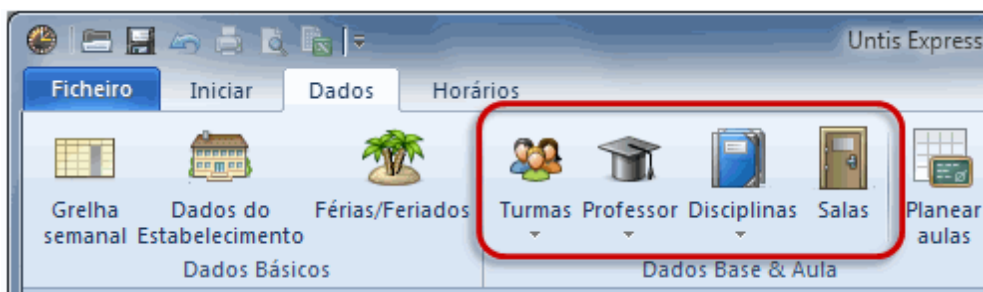 Untis Express
Ficheiro Iniciar Dados Horários
Grelha semanal
Dados do Estabelecimento
Férias/Feriados
Turmas
Professor
Disciplinas
Salas
Planear aulas
Dados Básicos
Dados Base & Aula